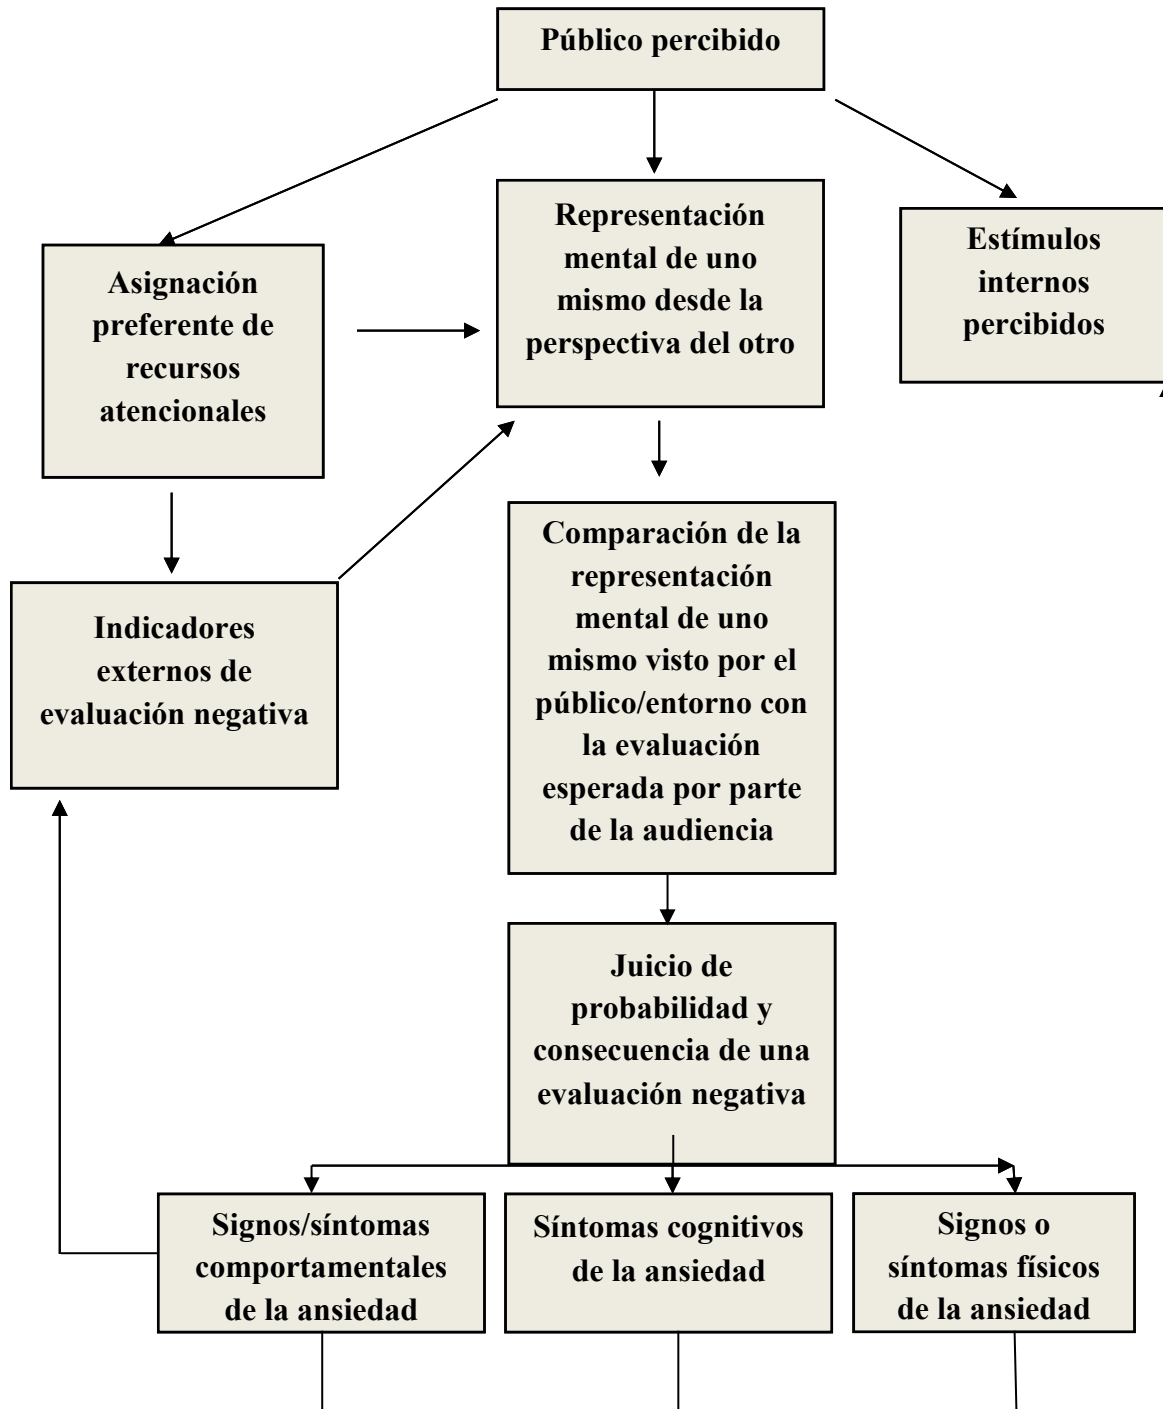 Público percibido
Representación
mental de uno
mismo desde la
perspectiva del otro
Estímulos
internos
percibidos
Asignación
preferente de
recursos
atencionales
Comparación de la
representación
mental de uno
mismo visto por el
público/entorno con
la evaluación
esperada por parte
de la audiencia
Indicadores
externos de
evaluación negativa
Juicio de
probabilidad y
consecuencia de una
evaluación negativa
Signos/síntomas
comportamentales
de la ansiedad
Síntomas cognitivos
de la ansiedad
Signos o
síntomas físicos
de la ansiedad